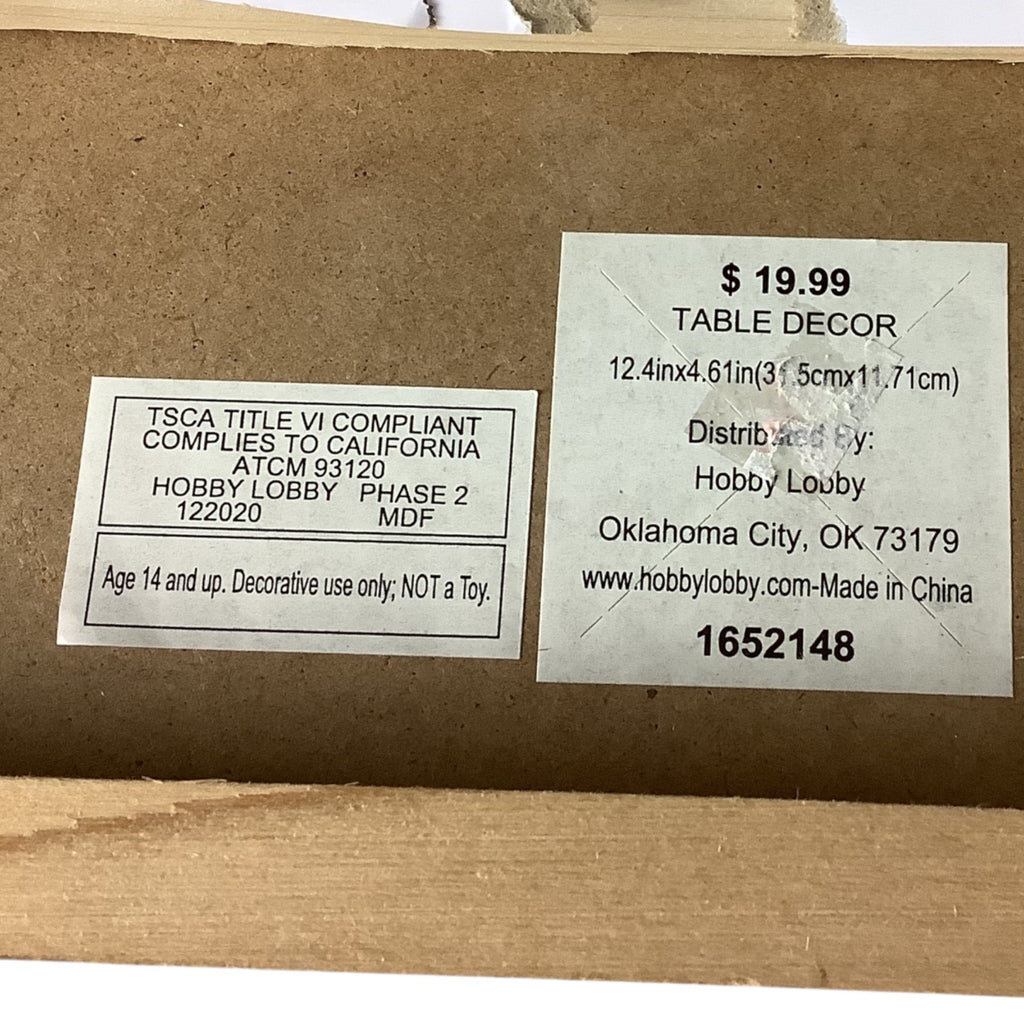 TSCA TITLE VI COMPLIANT
COMPLIES TO CALIFORNIA
ATCM 93120
HOBBY LOBBY PHASE 2
122020 MDF
Age 14 and up. Decorative use only; NOT a Toy.
$ 19.99
TABLE DECOR
12.4inx4.61in(31.5cmx11.71cm)
Distributed By:
Hobby Lobby
Oklahoma City, OK 73179
www.hobbylobby.com-Made in China
1652148